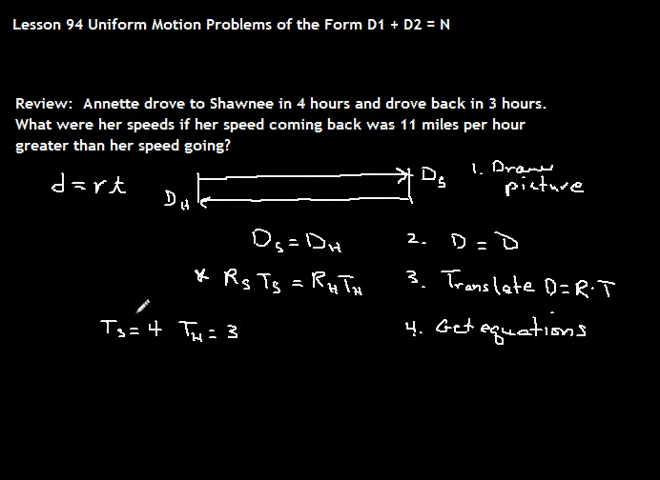 Lesson 94 Uniform Motion Problems of the Form D1 + D2 = N
Review: Annette drove to Shawnee in 4 hours and drove back in 3 hours.
What were her speeds if her speed coming back was 11 miles per hour
greater than her speed going?
d = rt
D_H
D_S
1. Draw
picture
D_S = D_H
2. D = D
* R_S T_S = R_H T_H
3. Translate D = R·T
T_S = 4 T_H = 3
4. Get equations